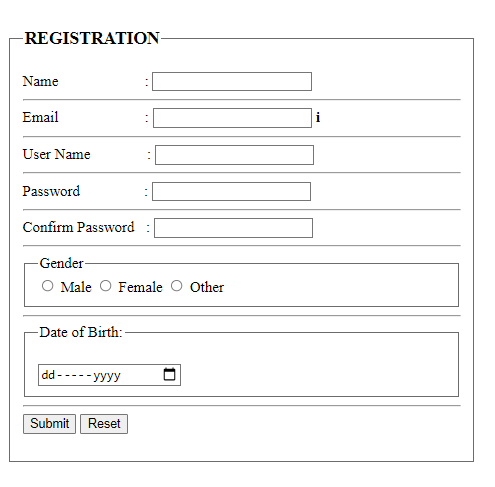 REGISTRATION
Name :
Email : i
User Name :
Password :
Confirm Password :
Gender
Male Female Other
Date of Birth:
dd-----yyyy
Submit Reset